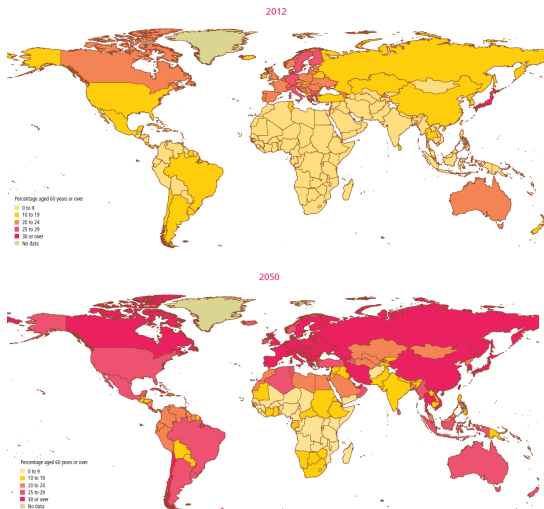 2012
Percentage aged 60 years or over
0 to 9
10 to 19
20 to 24
25 to 29
30 or over
No data
2050
Percentage aged 60 years or over
0 to 9
10 to 19
20 to 24
25 to 29
30 or over
No data